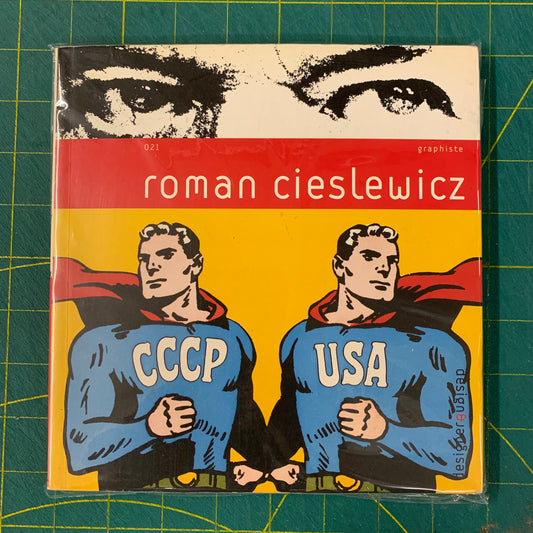 021 graphiste
roman cieslewicz
CCCP USA
design&designer